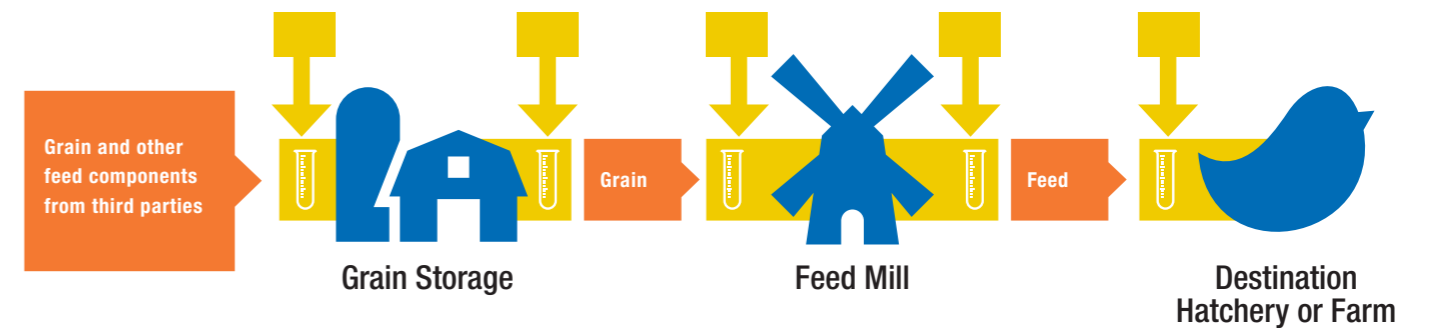 Grain and other
feed components
from third parties
Grain
Feed
Grain Storage
Feed Mill
Destination
Hatchery or Farm